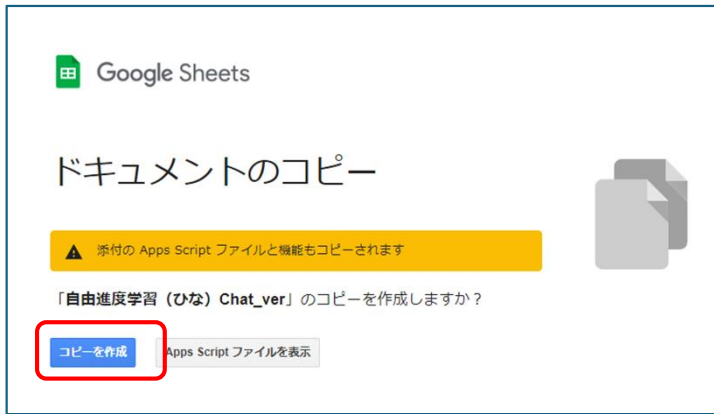 Google Sheets
ドキュメントのコピー
添付の Apps Script ファイルと機能もコピーされます
「自由進度学習（ひな）Chat_ver」のコピーを作成しますか？
コピーを作成
Apps Script ファイルを表示